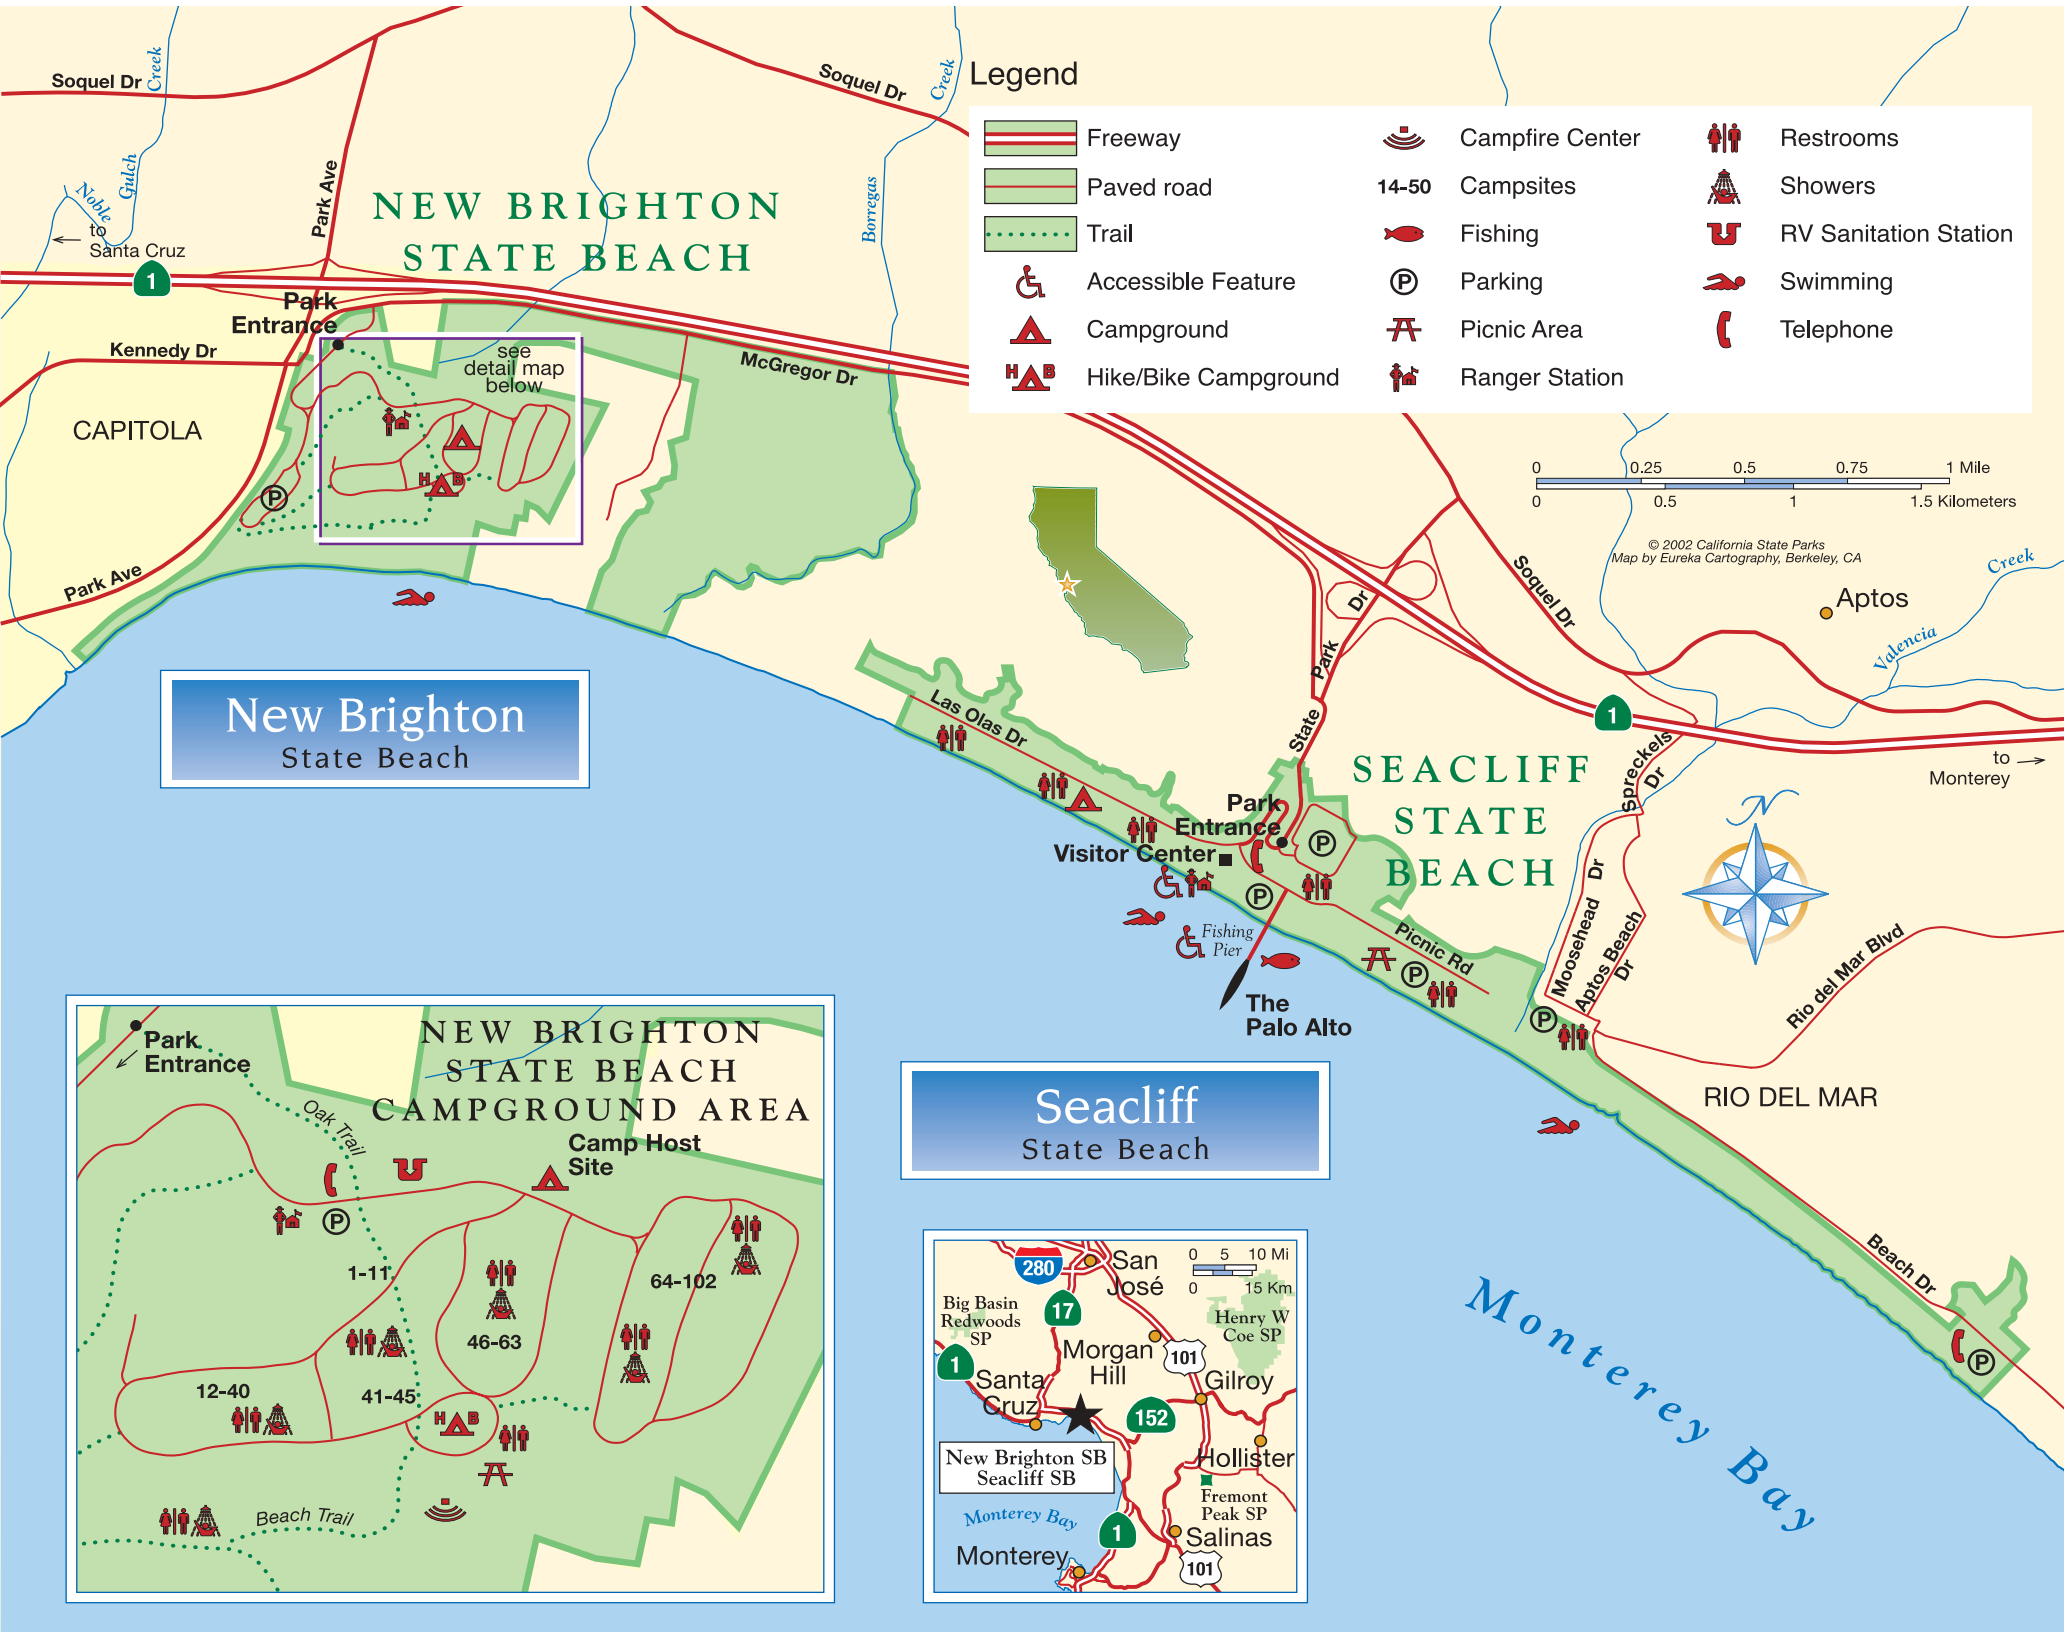 Soquel Dr
Creek
Gulch
Noble
to
Santa Cruz
1
Park Ave
NEW BRIGHTON
STATE BEACH
Soquel Dr
Creek
Borregas
Park
Entrance
Kennedy Dr
CAPITOLA
see
detail map
below
McGregor Dr
H B
P
Park Ave
Legend
Freeway
Paved road
Trail
Accessible Feature
Campground
H B Hike/Bike Campground
Campfire Center
14-50 Campsites
Fishing
P Parking
Picnic Area
Ranger Station
Restrooms
Showers
RV Sanitation Station
Swimming
Telephone
0 0.25 0.5 0.75 1 Mile
0 0.5 1 1.5 Kilometers
© 2002 California State Parks
Map by Eureka Cartography, Berkeley, CA
Creek
Aptos
Valencia
Soquel Dr
New Brighton
State Beach
Las Olas Dr
State Park Dr
1
to
Monterey
SEACLIFF
STATE
BEACH
Spreckels
Dr
N
Park
Entrance
Visitor Center
P
P
Fishing
Pier
The
Palo Alto
Picnic Rd
P
Moosehead Dr
Aptos Beach
Dr
P
Rio del Mar Blvd
RIO DEL MAR
Beach Dr
P
Seacliff
State Beach
Monterey Bay
NEW BRIGHTON
STATE BEACH
CAMPGROUND AREA
Park
Entrance
Oak Trail
Camp Host
Site
P
1-11
64-102
46-63
12-40
41-45
H B
Beach Trail
280
San
José
0 5 10 Mi
0 15 Km
17
Big Basin
Redwoods
SP
Henry W
Coe SP
1
Morgan
Hill
101
Santa
Cruz
Gilroy
152
New Brighton SB
Seacliff SB
Hollister
Fremont
Peak SP
Monterey Bay
1
Salinas
Monterey
101